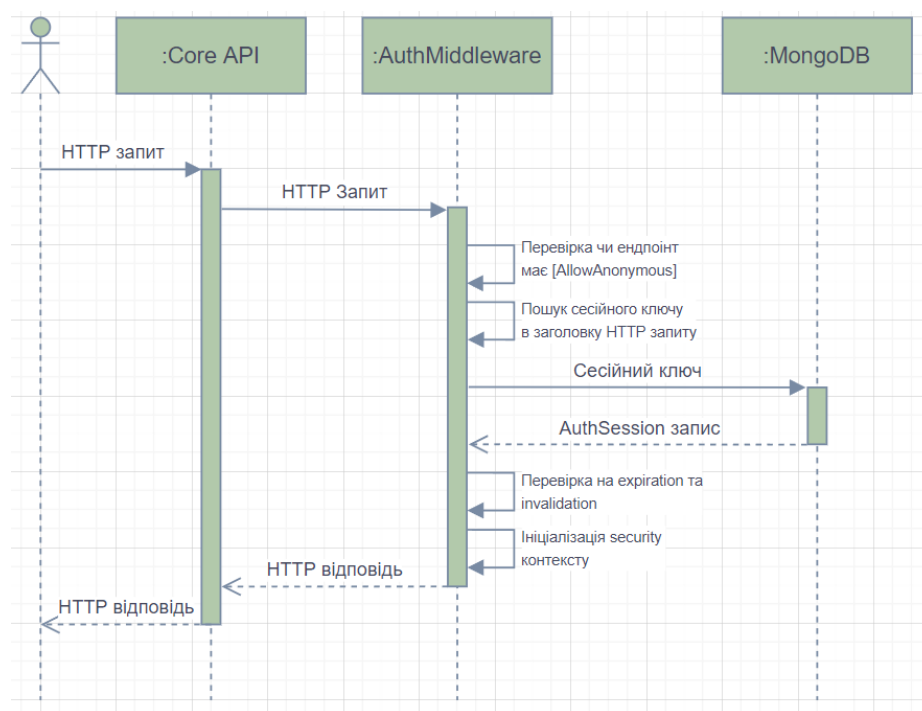 :Core API
:AuthMiddleware
:MongoDB
HTTP запит
HTTP Запит
Перевірка чи ендпоінт
має [AllowAnonymous]
Пошук сесійного ключу
в заголовку HTTP запиту
Сесійний ключ
AuthSession запис
Перевірка на expiration та
invalidation
Ініціалізація security
контексту
HTTP відповідь
HTTP відповідь